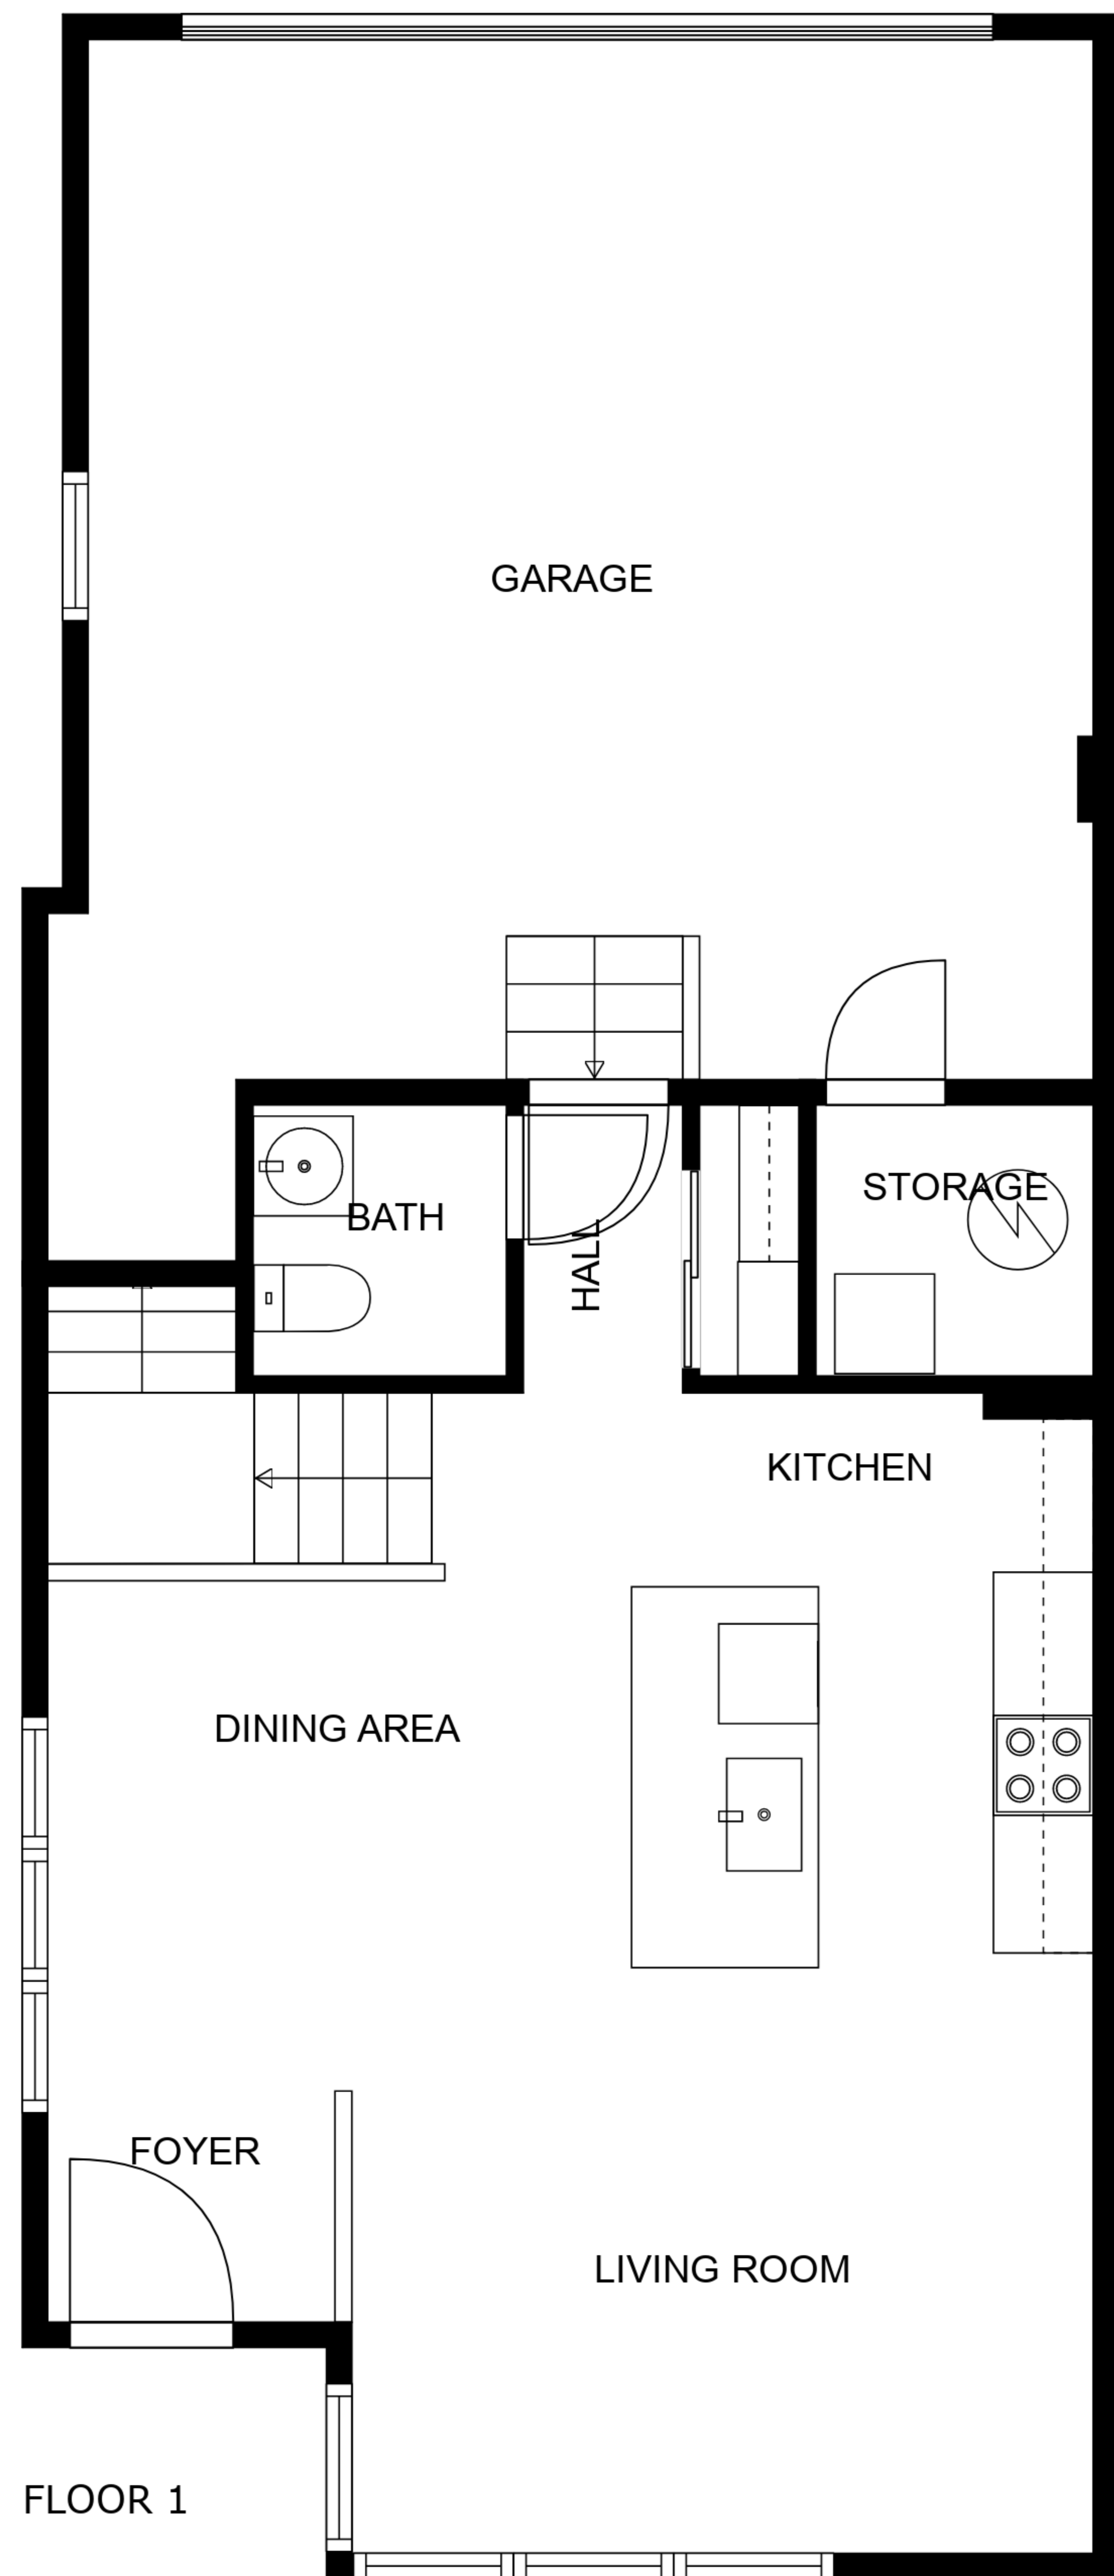 GARAGE
STORAGE
BATH
HALL
KITCHEN
DINING AREA
FOYER
LIVING ROOM
FLOOR 1